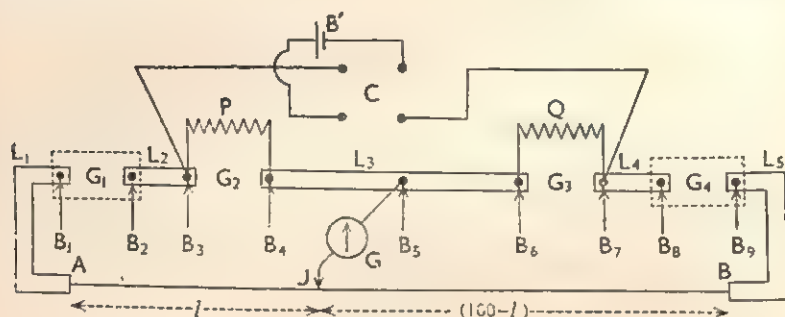 B′
C
P
Q
L₁ G₁ L₂ G₂ L₃ G₃ L₄ G₄ L₅
B₁ B₂ B₃ B₄ G B₅ B₆ B₇ B₈ B₉
A J B
l (100-l)